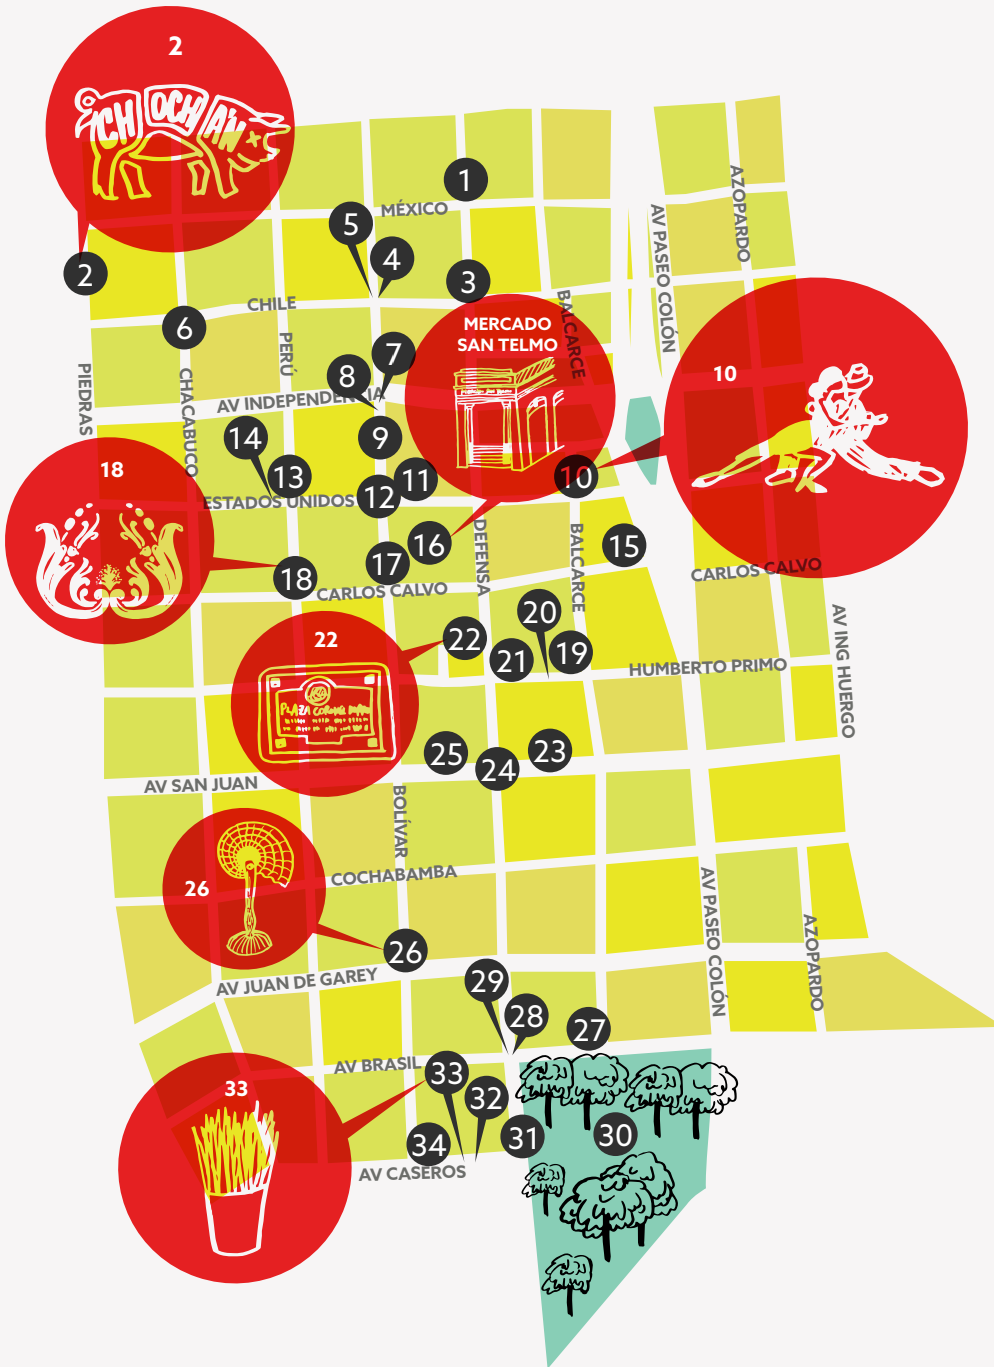 2
CHOCHÁN
1
MÉXICO
5
4
2
3
CHILE
6
AZOPARDO
AV PASEO COLÓN
BALCARCE
MERCADO
SAN TELMO
PERÚ
7
8
10
PIEDRAS
CHACABUCO
AV INDEPENDENCIA
14
9
13
11
10
12
ESTADOS UNIDOS
18
16
15
DEFENSA
BALCARCE
17
18
CARLOS CALVO
CARLOS CALVO
20
22
22
21
19
HUMBERTO PRIMO
AV ING HUERGO
PLAZA CORONEL
25
24
23
AV SAN JUAN
BOLÍVAR
COCHABAMBA
26
AV PASEO COLÓN
AZOPARDO
26
AV JUAN DE GAREY
29
28
27
AV BRASIL
33
33
32
34
31
30
AV CASEROS